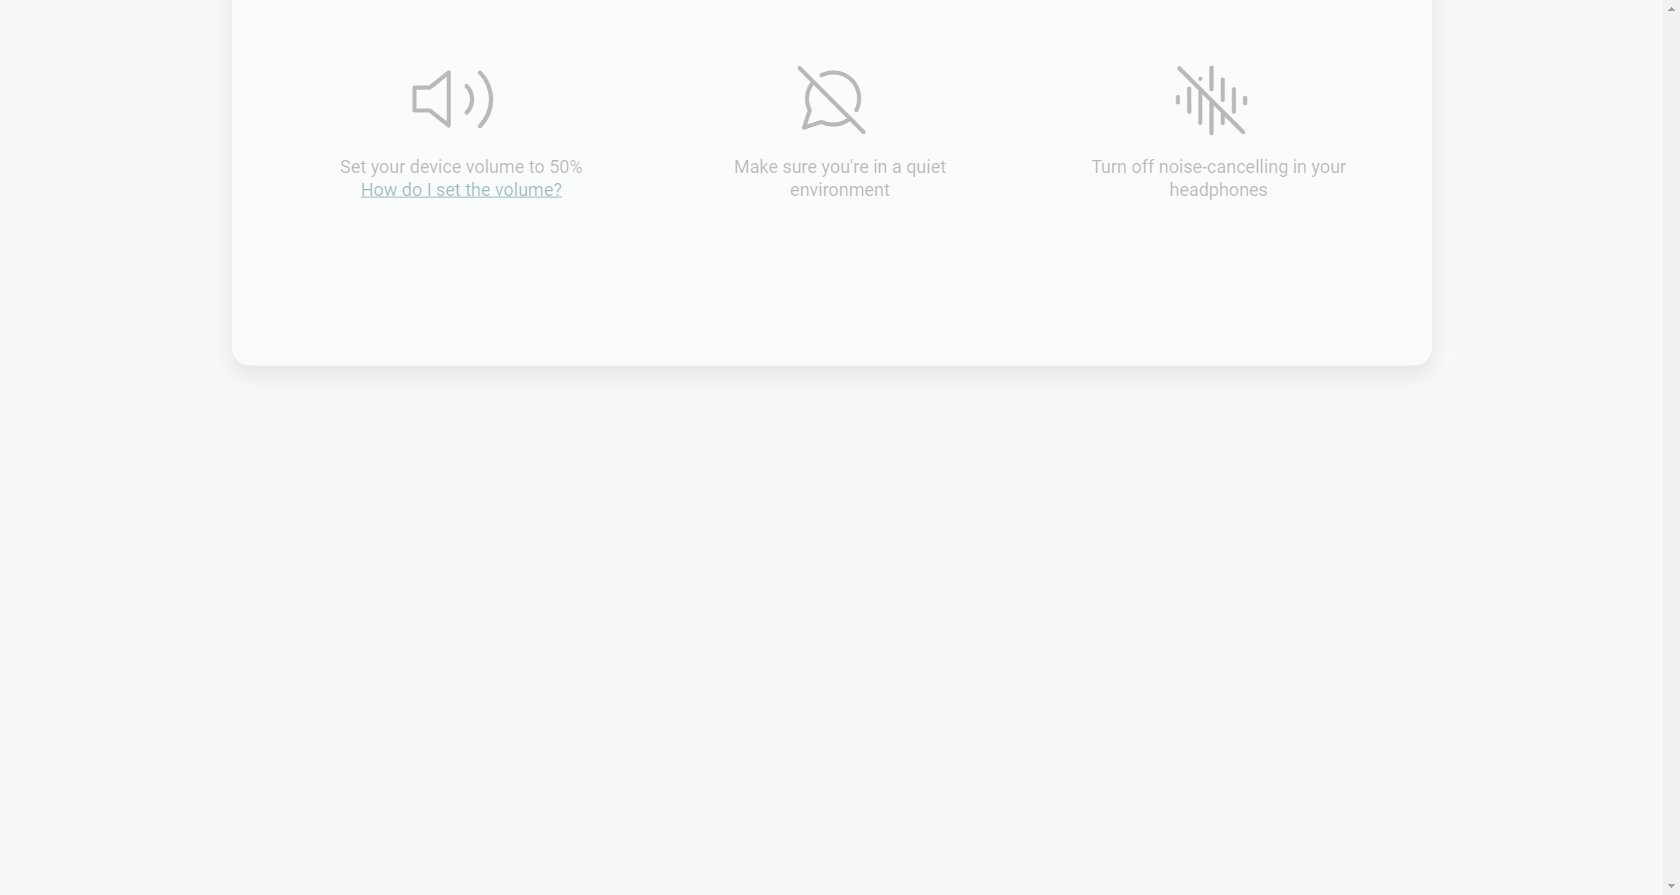 Set your device volume to 50%
How do I set the volume?
Make sure you're in a quiet
environment
Turn off noise-cancelling in your
headphones